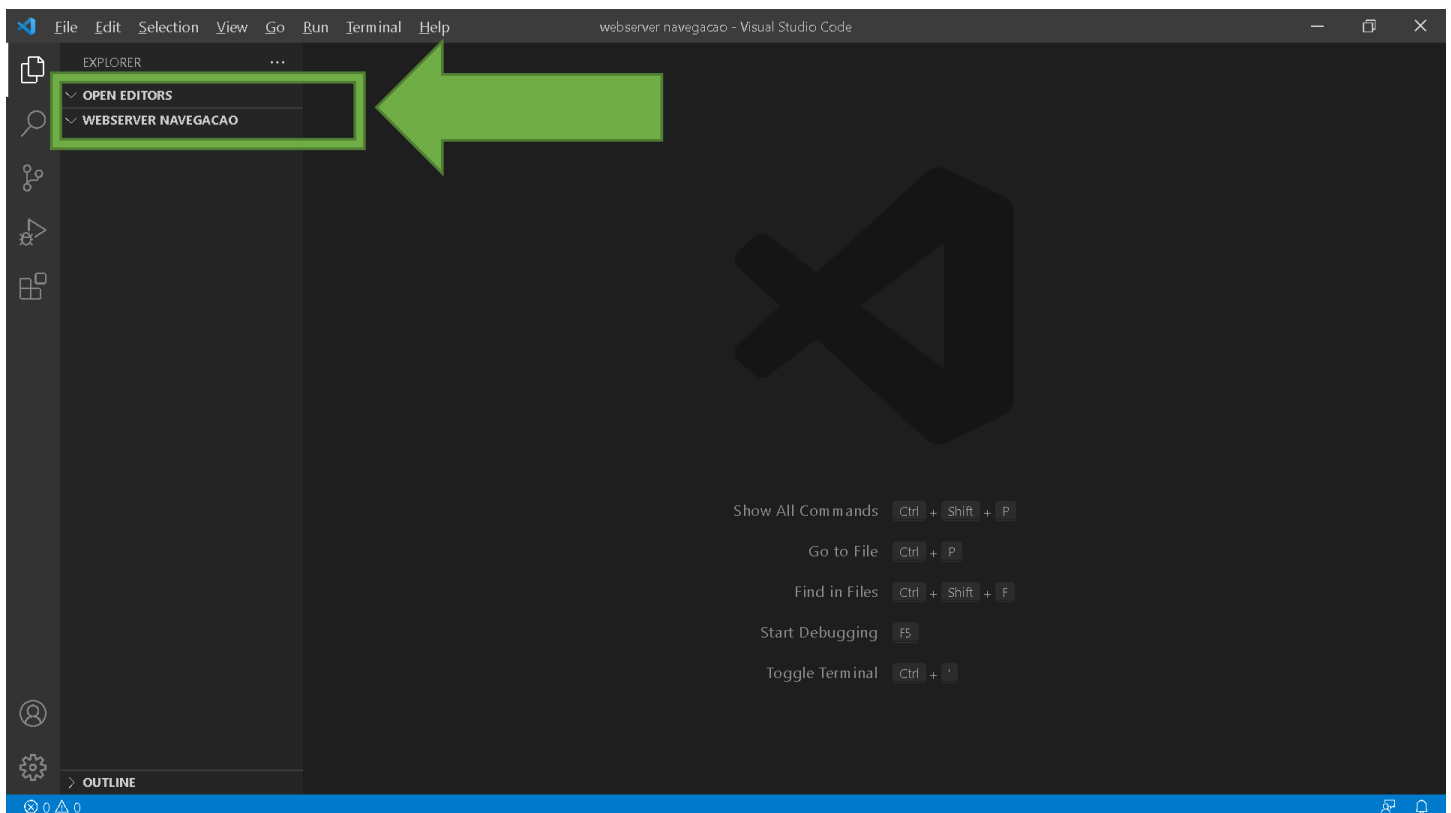 File Edit Selection View Go Run Terminal Help
webserver navegacao - Visual Studio Code
EXPLORER ...
OPEN EDITORS
WEBSERVER NAVEGACAO
Show All Commands Ctrl + Shift + P
Go to File Ctrl + P
Find in Files Ctrl + Shift + F
Start Debugging F5
Toggle Terminal Ctrl + '
OUTLINE
0 0